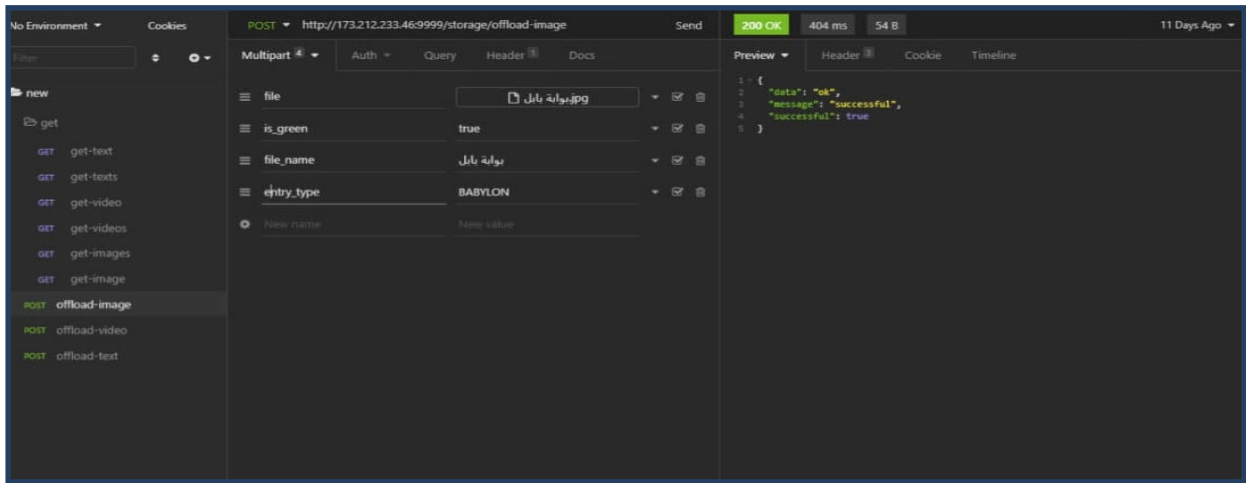 No Environment
Cookies
Filter
new
get
GET get-text
GET get-texts
GET get-video
GET get-videos
GET get-images
GET get-image
POST offload-image
POST offload-video
POST offload-text
POST http://173.212.233.46:9999/storage/offload-image Send
Multipart 4 Auth Query Header 1 Docs
file بوابة بابل.jpg
is_green true
file_name بوابة بابل
entry_type BABYLON
New name New value
200 OK 404 ms 54 B 11 Days Ago
Preview Header 3 Cookie Timeline
1 {
2 "data": "ok",
3 "message": "successful",
4 "successful": true
5 }